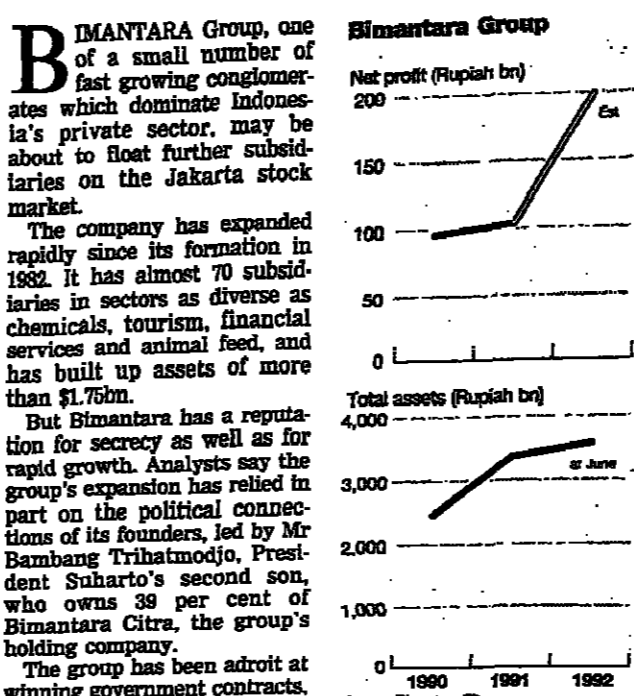 BIMANTARA Group, one
of a small number of
fast growing conglomer-
ates which dominate Indones-
ia's private sector, may be
about to float further subsid-
iaries on the Jakarta stock
market.
The company has expanded
rapidly since its formation in
1982. It has almost 70 subsid-
iaries in sectors as diverse as
chemicals, tourism, financial
services and animal feed, and
has built up assets of more
than $1.75bn.
But Bimantara has a reputa-
tion for secrecy as well as for
rapid growth. Analysts say the
group's expansion has relied in
part on the political connec-
tions of its founders, led by Mr
Bambang Trihatmodjo, Presi-
dent Suharto's second son,
who owns 39 per cent of
Bimantara Citra, the group's
holding company.
The group has been adroit at
winning government contracts,
Bimantara Group
Net profit (Rupiah bn)
200
Est
150
100
50
0
Total assets (Rupiah bn)
4,000
at June
3,000
2,000
1,000
0
1990 1991 1992